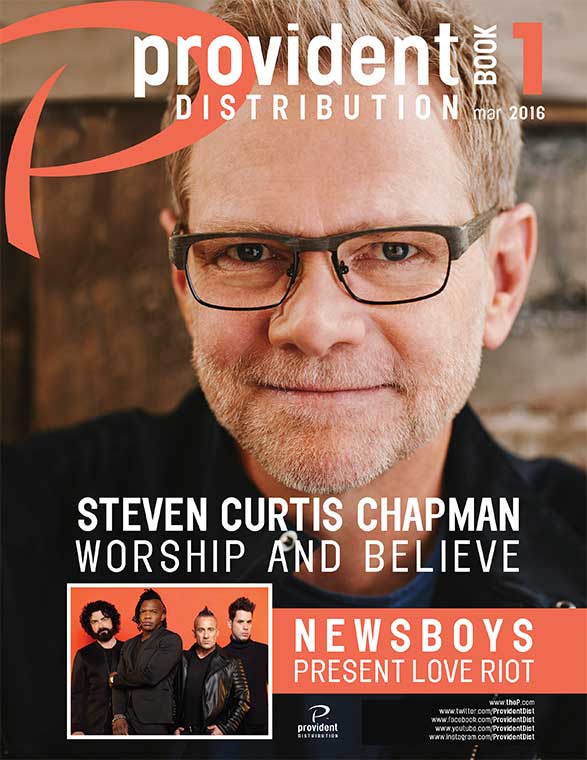 provident
DISTRIBUTION
BOOK 1
mar 2016
STEVEN CURTIS CHAPMAN
WORSHIP AND BELIEVE
NEWSBOYS
PRESENT LOVE RIOT
provident
DISTRIBUTION
www.theP.com
www.twitter.com/ProvidentDist
www.facebook.com/ProvidentDist
www.youtube.com/ProvidentDist
www.instagram.com/ProvidentDist